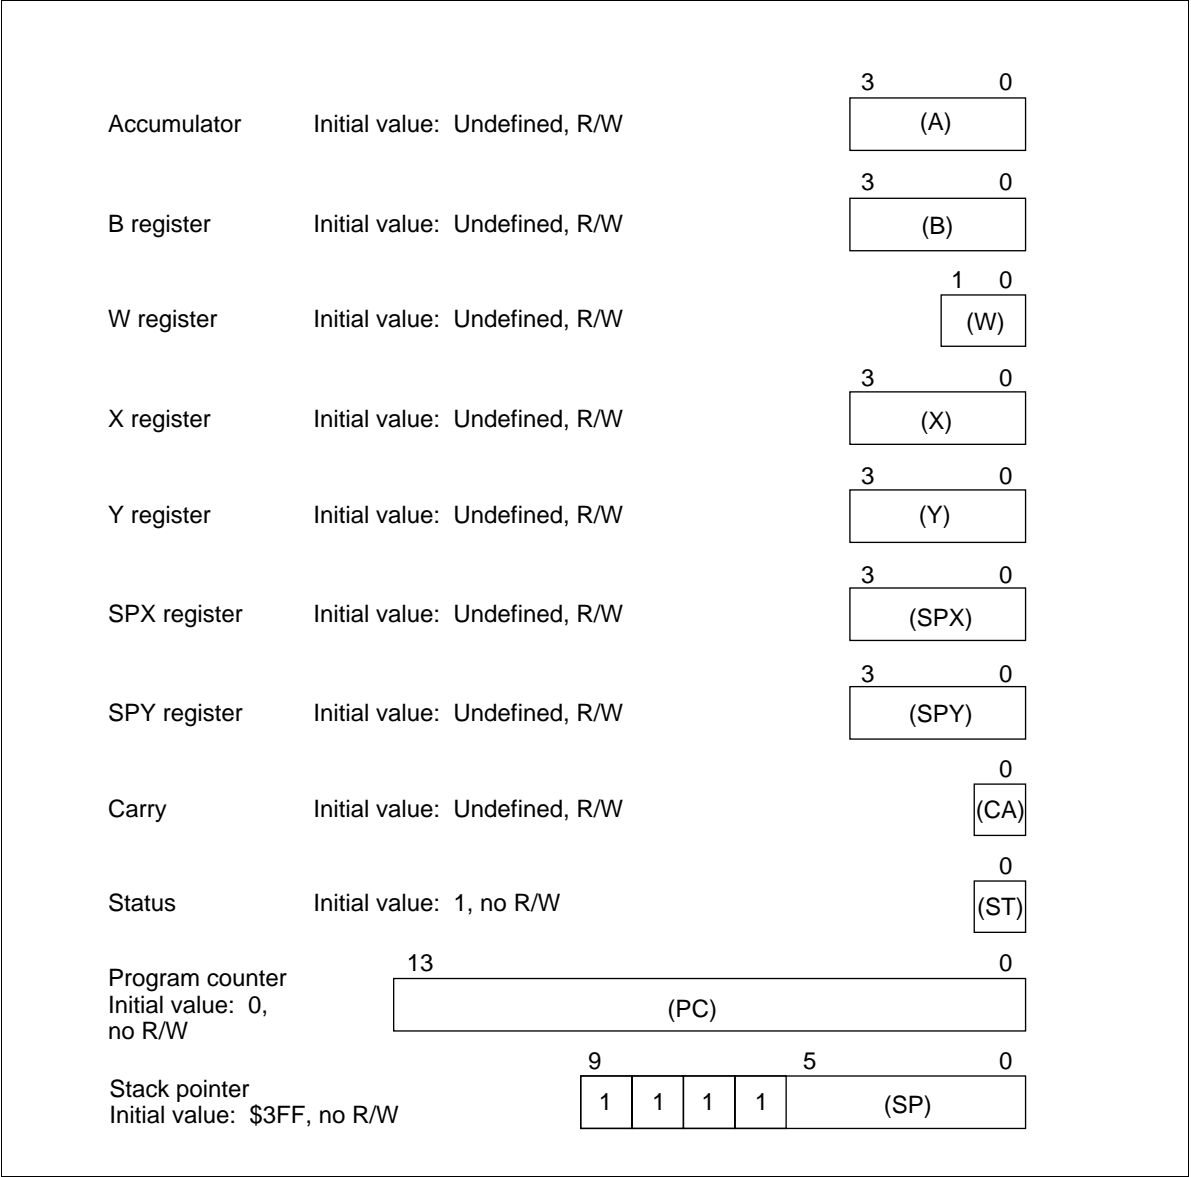 3 0
Accumulator Initial value: Undefined, R/W (A)
3 0
B register Initial value: Undefined, R/W (B)
1 0
W register Initial value: Undefined, R/W (W)
3 0
X register Initial value: Undefined, R/W (X)
3 0
Y register Initial value: Undefined, R/W (Y)
3 0
SPX register Initial value: Undefined, R/W (SPX)
3 0
SPY register Initial value: Undefined, R/W (SPY)
0
Carry Initial value: Undefined, R/W (CA)
0
Status Initial value: 1, no R/W (ST)
13 0
Program counter
Initial value: 0, (PC)
no R/W
9 5 0
Stack pointer 1 1 1 1 (SP)
Initial value: $3FF, no R/W